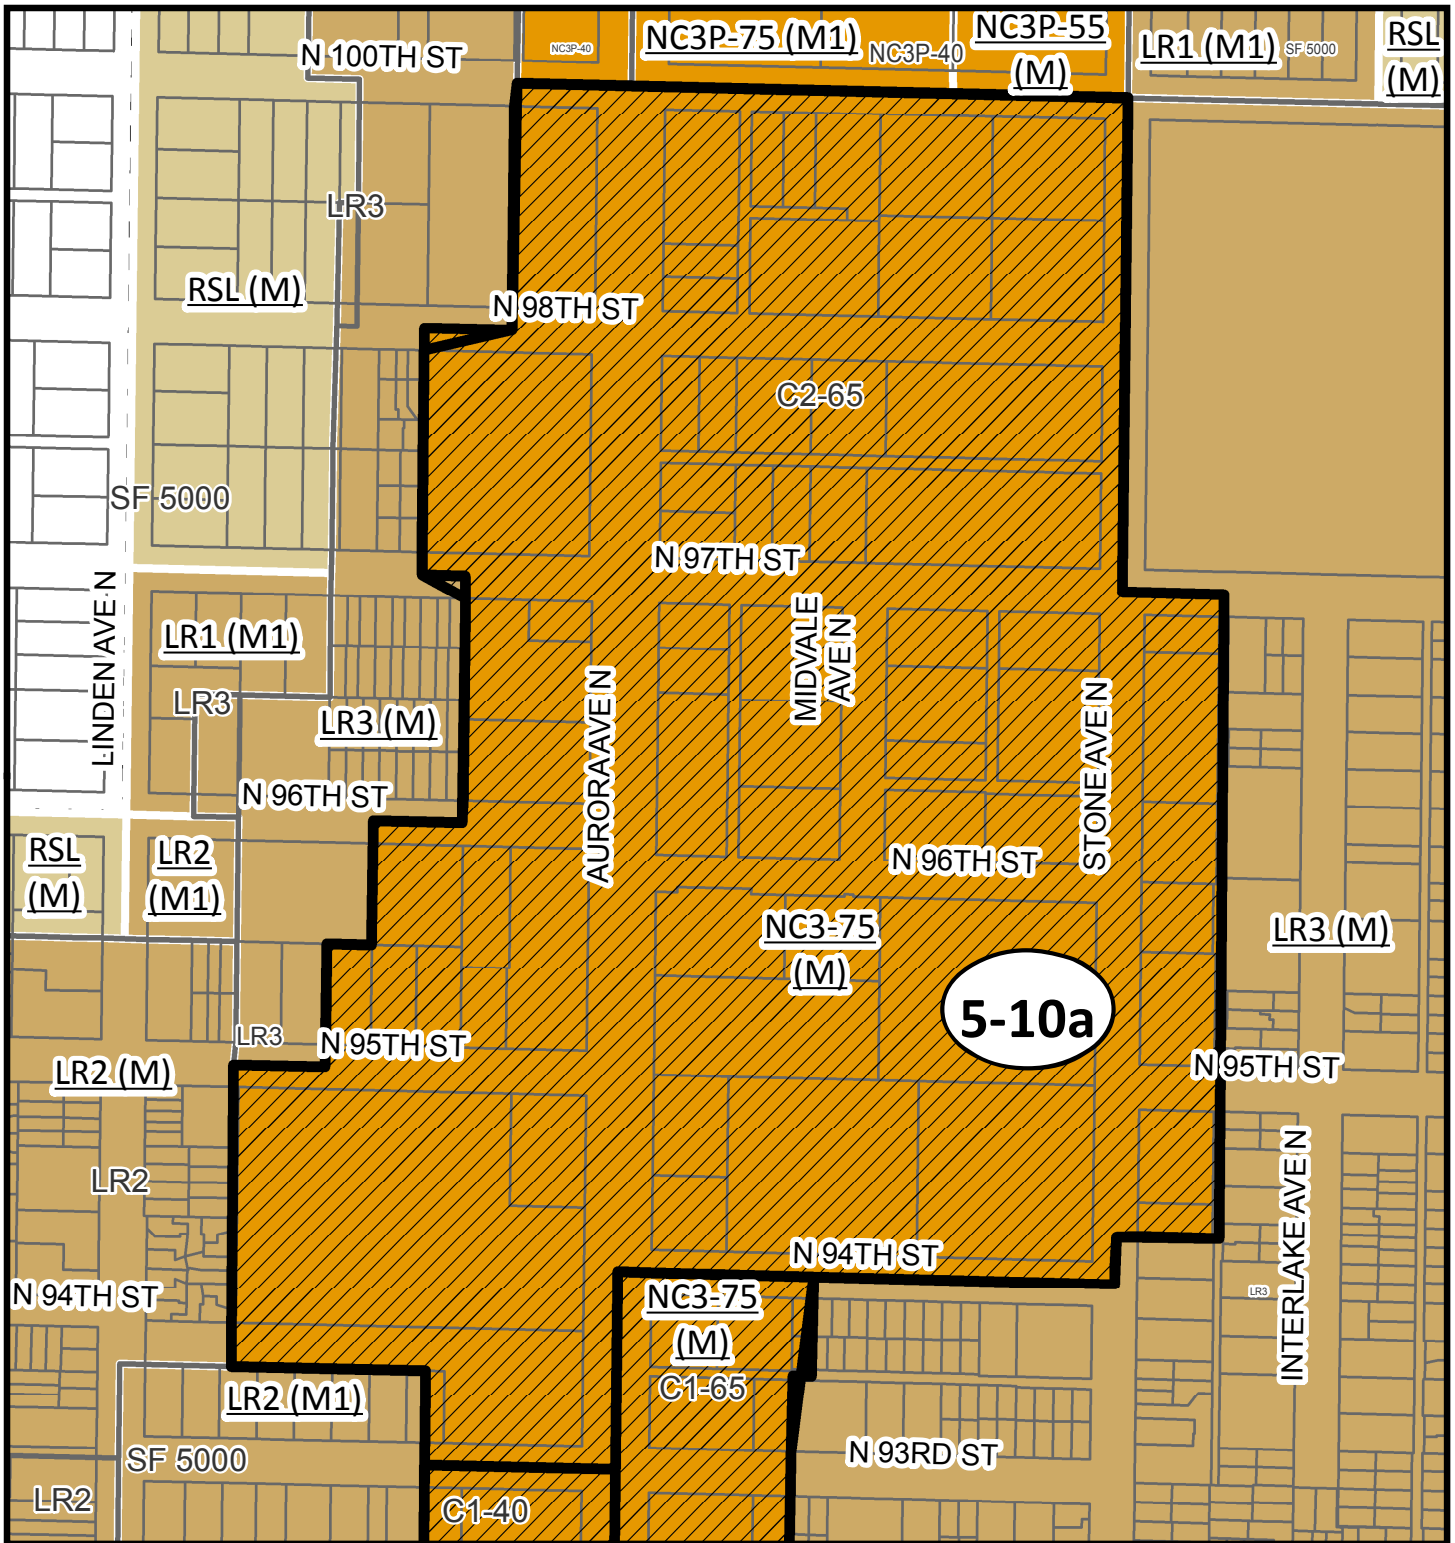 NC3P-40
NC3P-75 (M1)
NC3P-40
NC3P-55
(M)
LR1 (M1)
SF 5000
RSL
(M)
N 100TH ST
LR3
RSL (M)
N 98TH ST
C2-65
SF 5000
N 97TH ST
LINDEN AVE N
LR1 (M1)
MIDVALE
AVE N
LR3
LR3 (M)
AURORA AVE N
STONE AVE N
N 96TH ST
RSL
(M)
LR2
(M1)
N 96TH ST
NC3-75
(M)
LR3 (M)
5-10a
LR3
N 95TH ST
LR2 (M)
N 95TH ST
LR2
INTERLAKE AVE N
N 94TH ST
N 94TH ST
NC3-75
(M)
LR3
C1-65
LR2 (M1)
SF 5000
N 93RD ST
LR2
C1-40